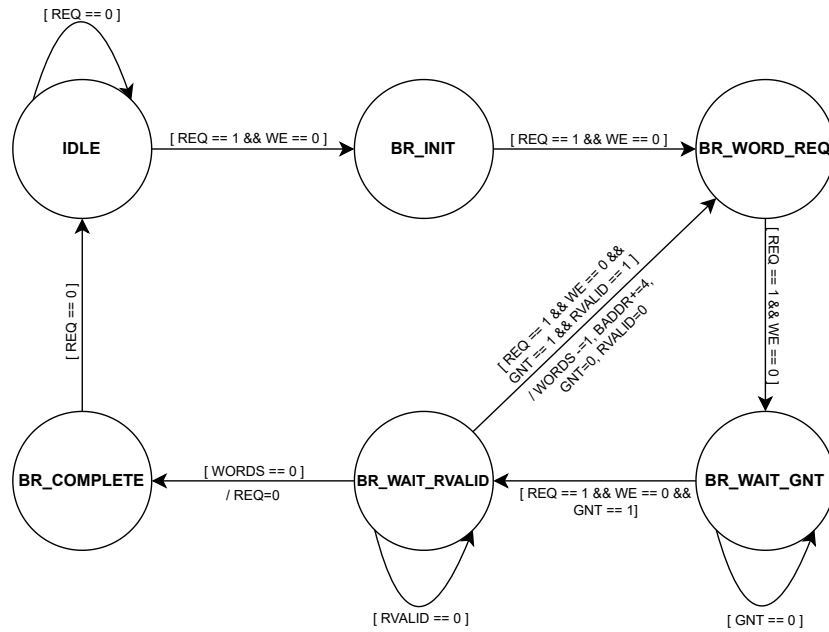 [ REQ == 0 ]
IDLE
[ REQ == 1 && WE == 0 ]
BR_INIT
[ REQ == 1 && WE == 0 ]
BR_WORD_REQ
[ REQ == 0 ]
[ REQ == 1 && WE == 0 &&
GNT == 1 && RVALID == 1 ]
/ WORDS -=1, BADDR+=4,
GNT=0, RVALID=0
[ REQ == 1
&& WE == 0 ]
BR_COMPLETE
[ WORDS == 0 ]
/ REQ=0
BR_WAIT_RVALID
[ REQ == 1 && WE == 0 &&
GNT == 1]
BR_WAIT_GNT
[ RVALID == 0 ]
[ GNT == 0 ]